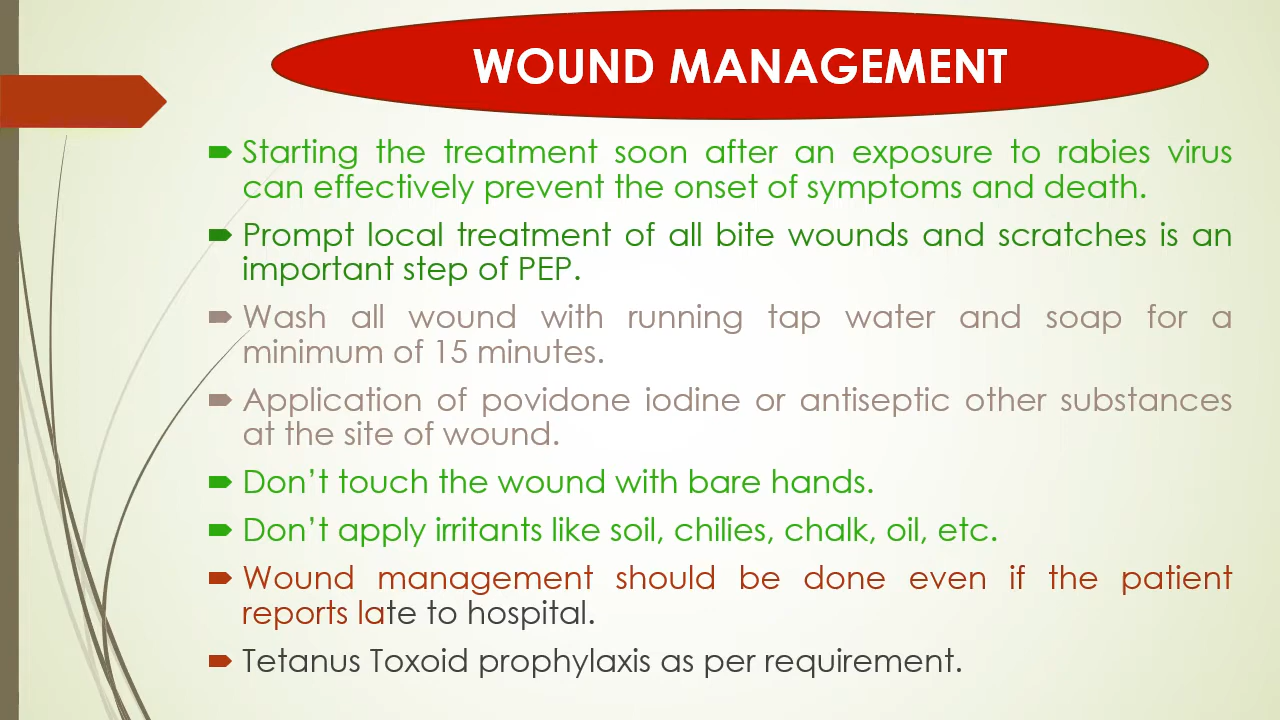 WOUND MANAGEMENT
Starting the treatment soon after an exposure to rabies virus
can effectively prevent the onset of symptoms and death.
Prompt local treatment of all bite wounds and scratches is an
important step of PEP.
Wash all wound with running tap water and soap for a
minimum of 15 minutes.
Application of povidone iodine or antiseptic other substances
at the site of wound.
Don’t touch the wound with bare hands.
Don’t apply irritants like soil, chilies, chalk, oil, etc.
Wound management should be done even if the patient
reports late to hospital.
Tetanus Toxoid prophylaxis as per requirement.